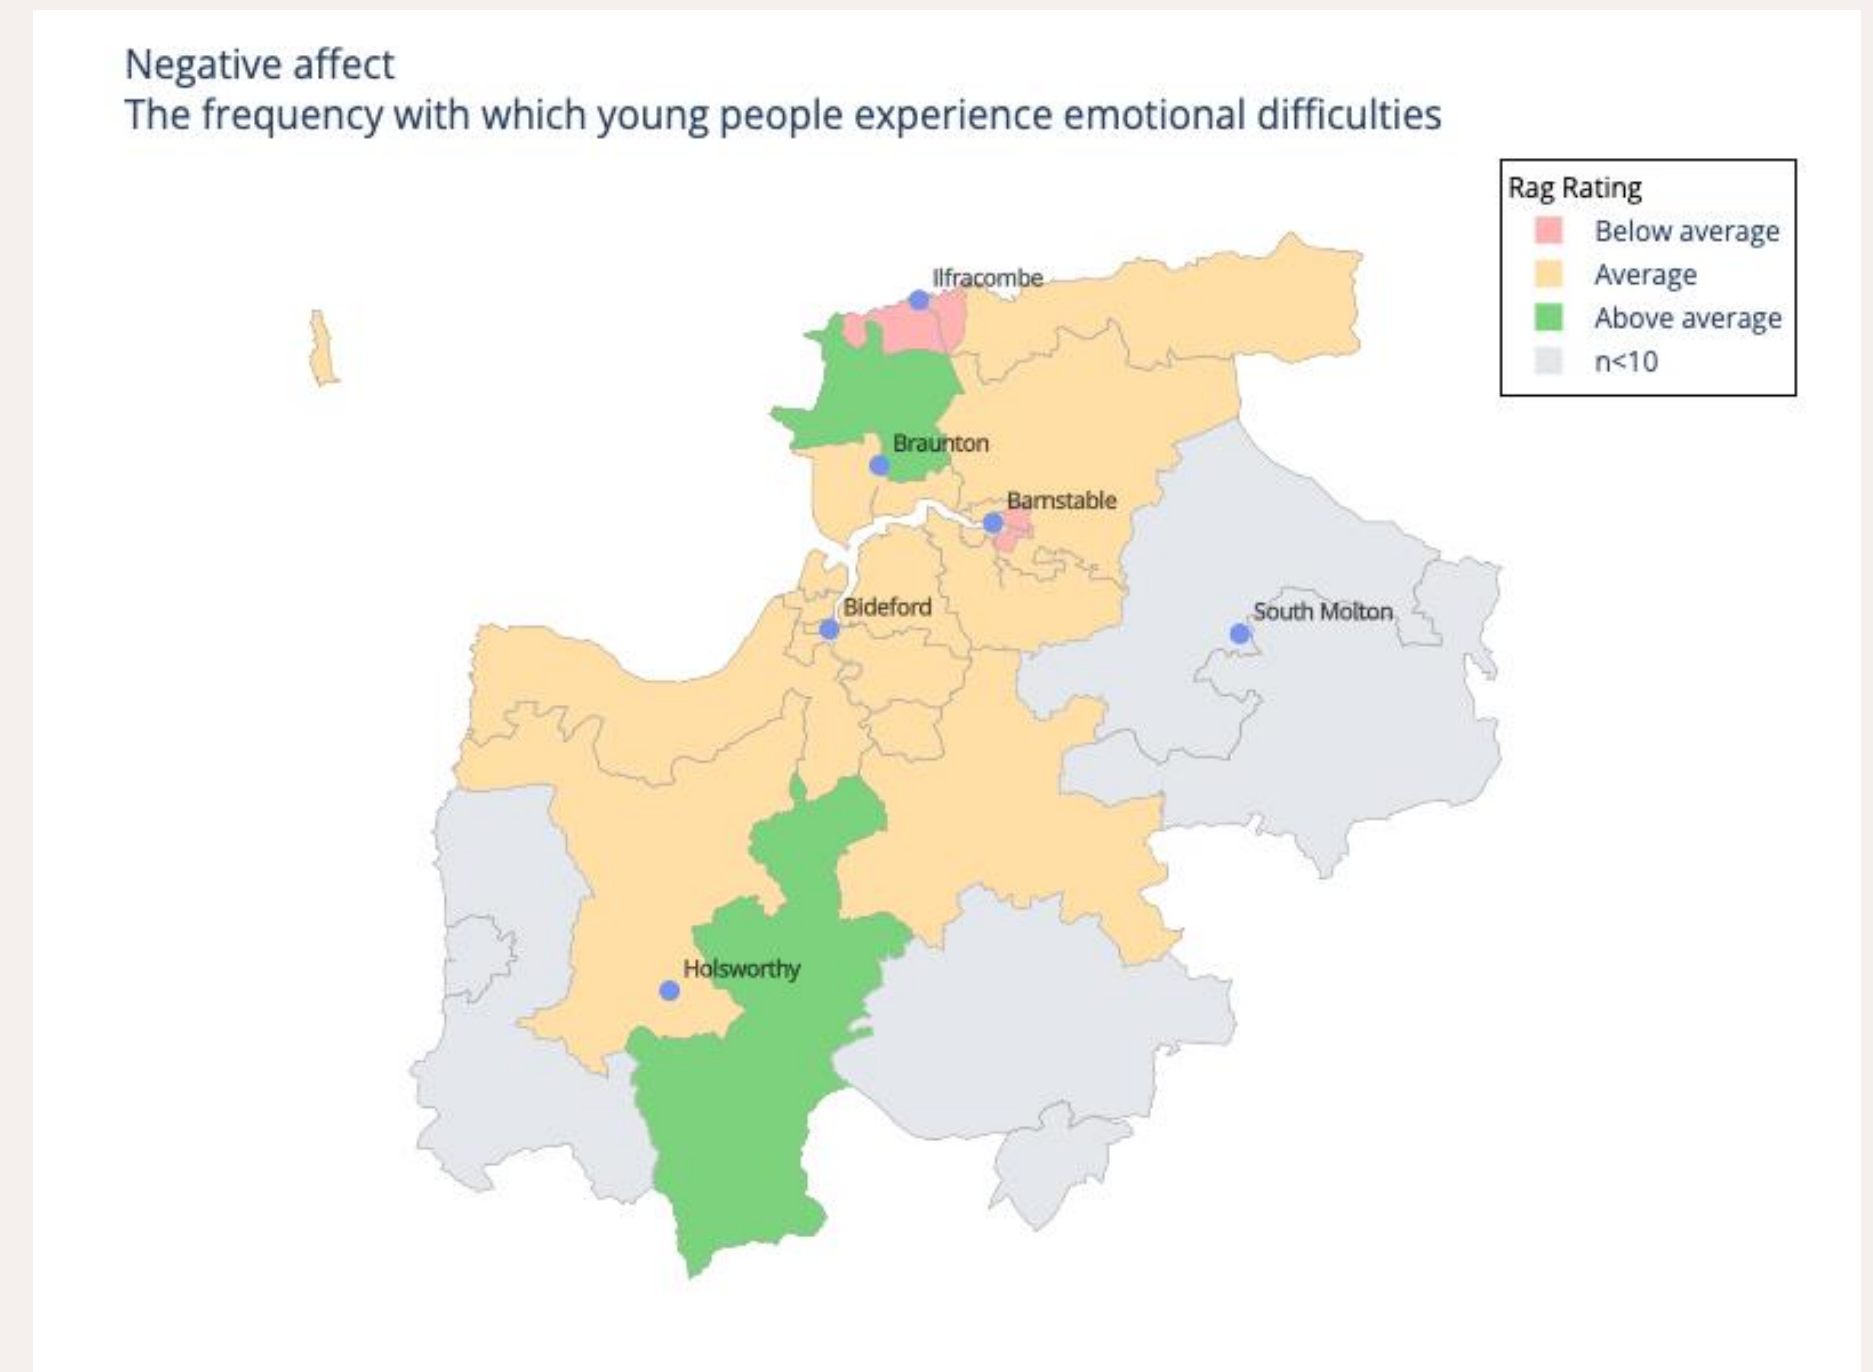 Negative affect
The frequency with which young people experience emotional difficulties
Rag Rating
Below average
Average
Above average
n<10
Ilfracombe
Braunton
Barnstable
Bideford
South Molton
Holsworthy